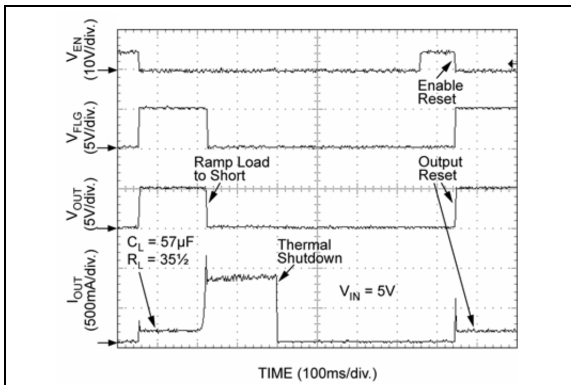 V_EN
(10V/div.)
Enable
Reset
V_FLG
(5V/div.)
Ramp Load
to Short
Output
Reset
V_OUT
(5V/div.)
C_L = 57µF
R_L = 35½
Thermal
Shutdown
V_IN = 5V
I_OUT
(500mA/div.)
TIME (100ms/div.)